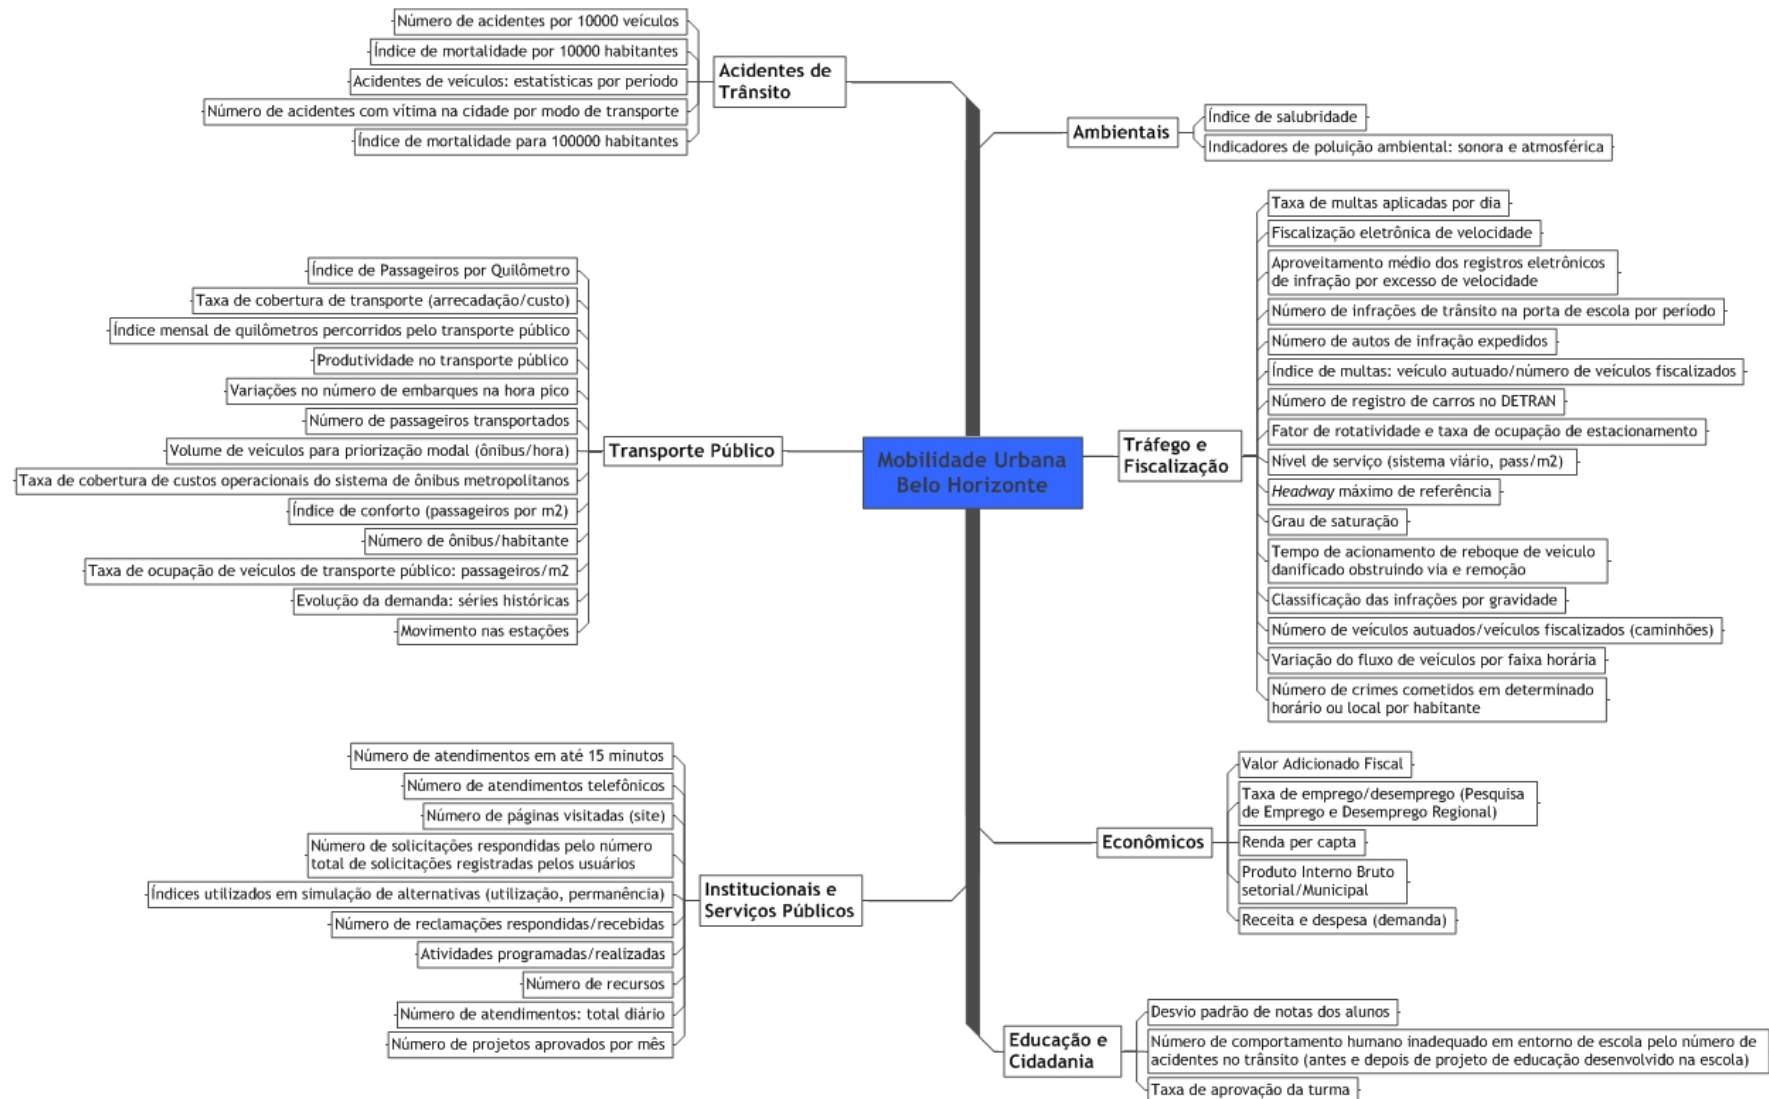 Número de acidentes por 10000 veículos
Índice de mortalidade por 10000 habitantes
Acidentes de veículos: estatísticas por período
Número de acidentes com vítima na cidade por modo de transporte
Índice de mortalidade para 100000 habitantes
Acidentes de
Trânsito
Índice de Passageiros por Quilômetro
Taxa de cobertura de transporte (arrecadação/custo)
Índice mensal de quilômetros percorridos pelo transporte público
Produtividade no transporte público
Variações no número de embarques na hora pico
Número de passageiros transportados
Volume de veículos para priorização modal (ônibus/hora)
Taxa de cobertura de custos operacionais do sistema de ônibus metropolitanos
Índice de conforto (passageiros por m2)
Número de ônibus/habitante
Taxa de ocupação de veículos de transporte público: passageiros/m2
Evolução da demanda: séries históricas
Movimento nas estações
Transporte Público
Número de atendimentos em até 15 minutos
Número de atendimentos telefônicos
Número de páginas visitadas (site)
Número de solicitações respondidas pelo número
total de solicitações registradas pelos usuários
Índices utilizados em simulação de alternativas (utilização, permanência)
Número de reclamações respondidas/recebidas
Atividades programadas/realizadas
Número de recursos
Número de atendimentos: total diário
Número de projetos aprovados por mês
Institucionais e
Serviços Públicos
Mobilidade Urbana
Belo Horizonte
Ambientais
Índice de salubridade
Indicadores de poluição ambiental: sonora e atmosférica
Tráfego e
Fiscalização
Taxa de multas aplicadas por dia
Fiscalização eletrônica de velocidade
Aproveitamento médio dos registros eletrônicos
de infração por excesso de velocidade
Número de infrações de trânsito na porta de escola por período
Número de autos de infração expedidos
Índice de multas: veículo autuado/número de veículos fiscalizados
Número de registro de carros no DETRAN
Fator de rotatividade e taxa de ocupação de estacionamento
Nível de serviço (sistema viário, pass/m2)
Headway máximo de referência
Grau de saturação
Tempo de acionamento de reboque de veículo
danificado obstruindo via e remoção
Classificação das infrações por gravidade
Número de veículos autuados/veículos fiscalizados (caminhões)
Variação do fluxo de veículos por faixa horária
Número de crimes cometidos em determinado
horário ou local por habitante
Econômicos
Valor Adicionado Fiscal
Taxa de emprego/desemprego (Pesquisa
de Emprego e Desemprego Regional)
Renda per capta
Produto Interno Bruto
setorial/Municipal
Receita e despesa (demanda)
Educação e
Cidadania
Desvio padrão de notas dos alunos
Número de comportamento humano inadequado em entorno de escola pelo número de
acidentes no trânsito (antes e depois de projeto de educação desenvolvido na escola)
Taxa de aprovação da turma